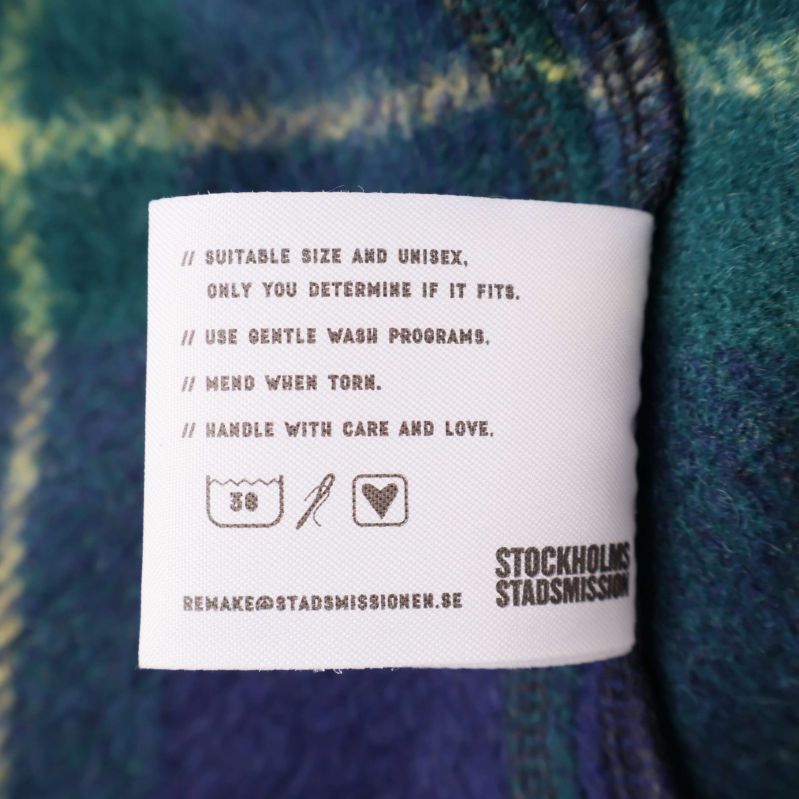 // SUITABLE SIZE AND UNISEX,
ONLY YOU DETERMINE IF IT FITS.
// USE GENTLE WASH PROGRAMS.
// MEND WHEN TORN.
// HANDLE WITH CARE AND LOVE.
30
REMAKE@STADSMISSIONEN.SE
STOCKHOLMS
STADSMISSION